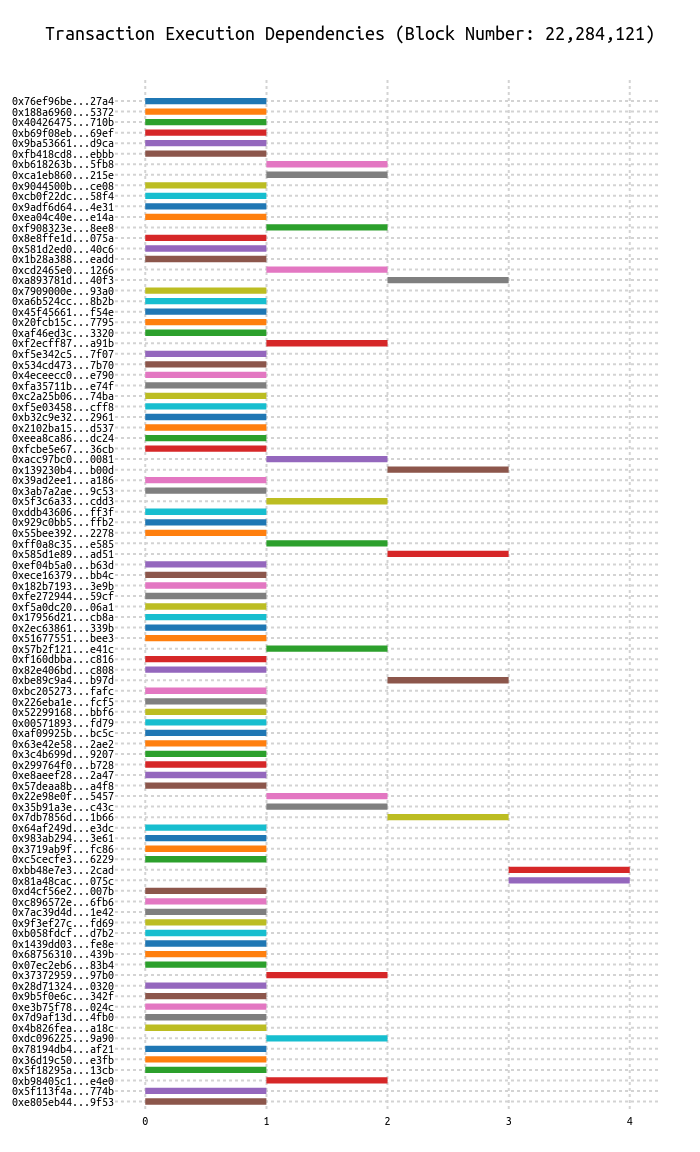 Transaction Execution Dependencies (Block Number: 22,284,121)
0x76ef96be...27a4
0x188a6960...5372
0x40426475...710b
0xb69f08eb...69ef
0x9ba53661...d9ca
0xfb418cd8...ebbb
0xb618263b...5fb8
0xca1eb860...215e
0x9044500b...ce08
0xcb0f22dc...58f4
0x9adf6d64...4e31
0xea04c40e...e14a
0xf908323e...8ee8
0x8e8ffe1d...075a
0x581d2ed0...40c6
0x1b28a388...eadd
0xcd2465e0...1266
0xa893781d...40f3
0x7909000e...93a0
0xa6b524cc...8b2b
0x45f45661...f54e
0x20fcb15c...7795
0xaf46ed3c...3320
0xf2ecff87...a91b
0xf5e342c5...7f07
0x534cd473...7b70
0x4eceecc0...e790
0xfa35711b...e74f
0xc2a25b06...74ba
0xf5e03458...cff8
0xb32c9e32...2961
0x2102ba15...d537
0xeea8ca86...dc24
0xfcbe5e67...36cb
0xacc97bc0...0081
0x139230b4...b00d
0x39ad2ee1...a186
0x3ab7a2ae...9c53
0x5f3c6a33...cdd3
0xddb43606...ff3f
0x929c0bb5...ffb2
0x55bee392...2278
0xff0a8c35...e585
0x585d1e89...ad51
0xef04b5a0...b63d
0xece16379...bb4c
0x182b7193...3e9b
0xfe272944...59cf
0xf5a0dc20...06a1
0x17956d21...cb8a
0x2ec63861...339b
0x51677551...bee3
0x57b2f121...e41c
0xf160dbba...c816
0x82e406bd...c808
0xbe89c9a4...b97d
0xbc205273...fafc
0x226eba1e...fcf5
0x52299168...bbf6
0x00571893...fd79
0xaf09925b...bc5c
0x63e42e58...2ae2
0x3c4b699d...9207
0x299764f0...b728
0xe8aeef28...2a47
0x57deaa8b...a4f8
0x22e98e0f...5457
0x35b91a3e...c43c
0x7db7856d...1b66
0x64af249d...e3dc
0x983ab294...3e61
0x3719ab9f...fc86
0xc5cecfe3...6229
0xbb48e7e3...2cad
0x81a48cac...075c
0xd4cf56e2...007b
0xc896572e...6fb6
0x7ac39d4d...1e42
0x9f3ef27c...fd69
0xb058fdcf...d7b2
0x1439dd03...fe8e
0x68756310...439b
0x07ec2eb6...83b4
0x37372959...97b0
0x28d71324...0320
0x9b5f0e6c...342f
0xe3b75f78...024c
0x7d9af13d...4fb0
0x4b826fea...a18c
0xdc096225...9a90
0x78194db4...af21
0x36d19c50...e3fb
0x5f18295a...13cb
0xb98405c1...e4e0
0x5f113f4a...774b
0xe805eb44...9f53
0 1 2 3 4